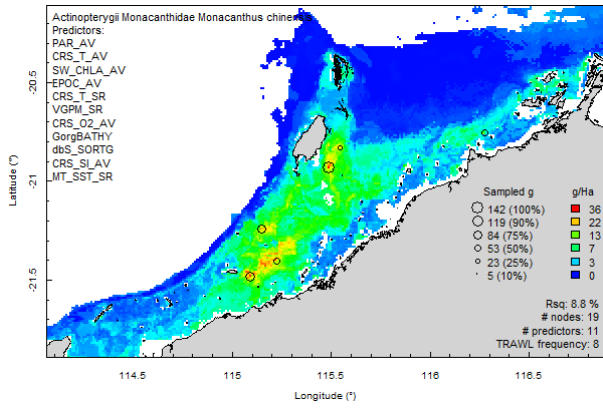 Actinopterygii Monacanthidae Monacanthus chinensis
Predictors:
PAR_AV
CRS_T_AV
SW_CHLA_AV
EPOC_AV
CRS_T_SR
VGPM_SR
CRS_O2_AV
GorgBATHY
dbS_SORTG
CRS_SI_AV
MT_SST_SR
-20.5
-21
-21.5
Latitude (°)
Sampled g
142 (100%)
119 (90%)
84 (75%)
53 (50%)
23 (25%)
5 (10%)
g/Ha
36
22
13
7
3
0
Rsq: 8.8 %
# nodes: 19
# predictors: 11
TRAWL frequency: 8
114.5
115
115.5
116
116.5
Longitude (°)